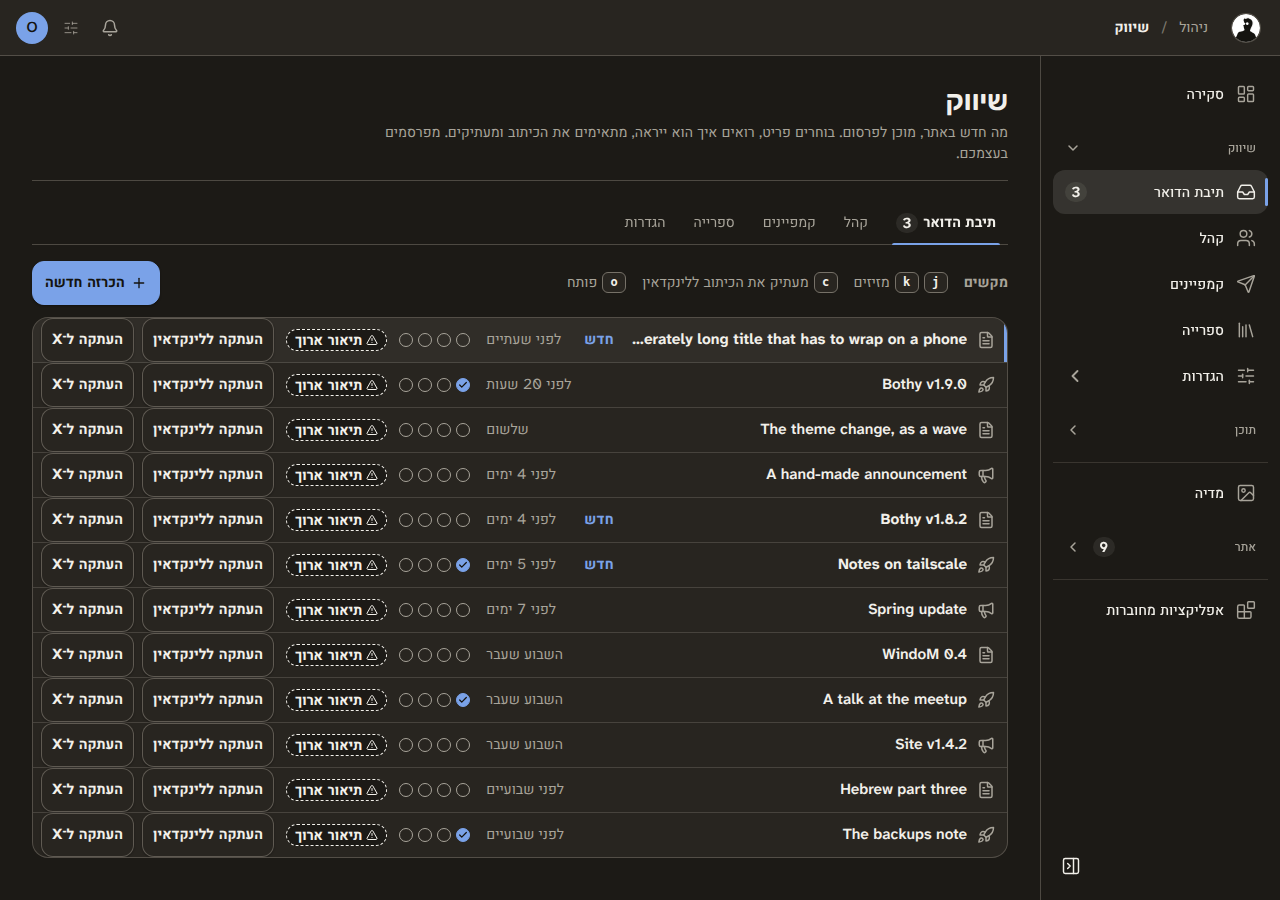 ניהול / שיווק
O
סקירה
שיווק
תיבת הדואר 3
קהל
קמפיינים
ספרייה
הגדרות
תוכן
מדיה
אתר 9
אפליקציות מחוברות
שיווק
מה חדש באתר, מוכן לפרסום. בוחרים פריט, רואים איך הוא ייראה, מתאימים את הכיתוב ומעתיקים. מפרסמים
בעצמכם.
תיבת הדואר 3 קהל קמפיינים ספרייה הגדרות
מקשים j k מזיזים c מעתיק את הכיתוב ללינקדאין o פותח
הכרזה חדשה
...erately long title that has to wrap on a phone חדש לפני שעתיים תיאור ארוך העתקה ללינקדאין העתקה ל־X
Bothy v1.9.0 לפני 20 שעות תיאור ארוך העתקה ללינקדאין העתקה ל־X
The theme change, as a wave שלשום תיאור ארוך העתקה ללינקדאין העתקה ל־X
A hand-made announcement לפני 4 ימים תיאור ארוך העתקה ללינקדאין העתקה ל־X
Bothy v1.8.2 חדש לפני 4 ימים תיאור ארוך העתקה ללינקדאין העתקה ל־X
Notes on tailscale חדש לפני 5 ימים תיאור ארוך העתקה ללינקדאין העתקה ל־X
Spring update לפני 7 ימים תיאור ארוך העתקה ללינקדאין העתקה ל־X
WindoM 0.4 השבוע שעבר תיאור ארוך העתקה ללינקדאין העתקה ל־X
A talk at the meetup השבוע שעבר תיאור ארוך העתקה ללינקדאין העתקה ל־X
Site v1.4.2 השבוע שעבר תיאור ארוך העתקה ללינקדאין העתקה ל־X
Hebrew part three לפני שבועיים תיאור ארוך העתקה ללינקדאין העתקה ל־X
The backups note לפני שבועיים תיאור ארוך העתקה ללינקדאין העתקה ל־X